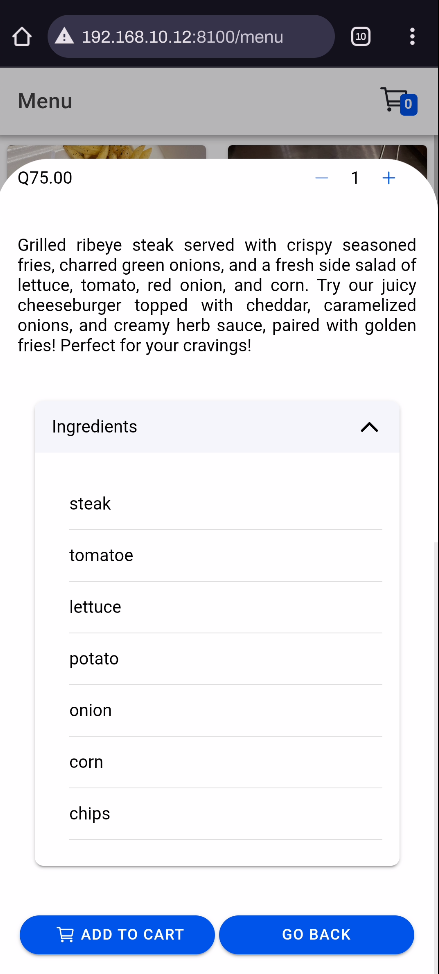 192.168.10.12:8100/menu
10
Menu
0
Q75.00
1
Grilled ribeye steak served with crispy seasoned
fries, charred green onions, and a fresh side salad of
lettuce, tomato, red onion, and corn. Try our juicy
cheeseburger topped with cheddar, caramelized
onions, and creamy herb sauce, paired with golden
fries! Perfect for your cravings!
Ingredients
steak
tomatoe
lettuce
potato
onion
corn
chips
ADD TO CART
GO BACK